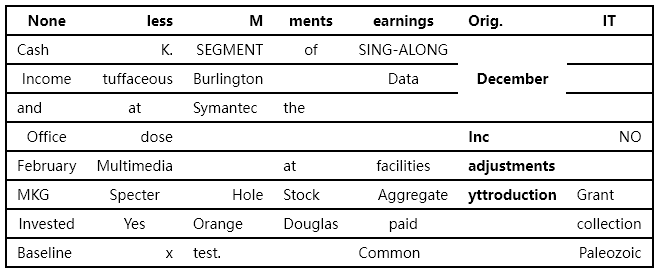 None less M ments earnings Orig. IT
Cash K. SEGMENT of SING-ALONG
Income tuffaceous Burlington Data December
and at Symantec the
Office dose Inc NO
February Multimedia at facilities adjustments
MKG Specter Hole Stock Aggregate yttroduction Grant
Invested Yes Orange Douglas paid collection
Baseline x test. Common Paleozoic